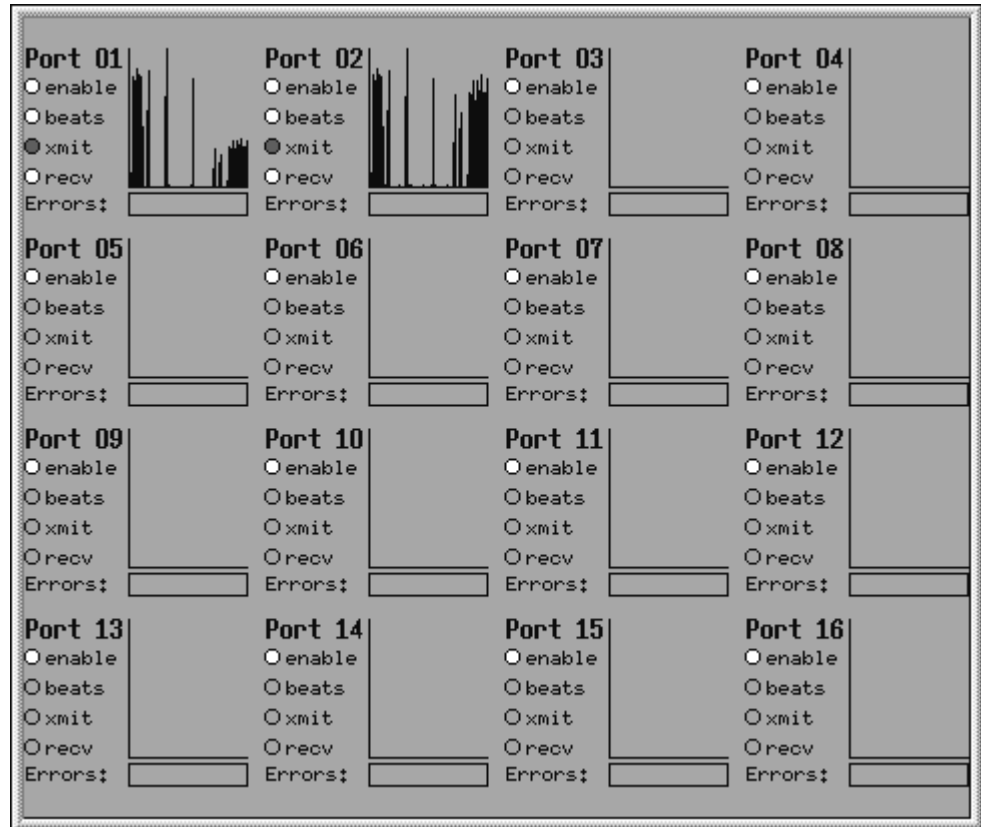 Port 01 Port 02 Port 03 Port 04
enable enable enable enable
beats beats beats beats
xmit xmit xmit xmit
recv recv recv recv
Errors: Errors: Errors: Errors:
Port 05 Port 06 Port 07 Port 08
enable enable enable enable
beats beats beats beats
xmit xmit xmit xmit
recv recv recv recv
Errors: Errors: Errors: Errors:
Port 09 Port 10 Port 11 Port 12
enable enable enable enable
beats beats beats beats
xmit xmit xmit xmit
recv recv recv recv
Errors: Errors: Errors: Errors:
Port 13 Port 14 Port 15 Port 16
enable enable enable enable
beats beats beats beats
xmit xmit xmit xmit
recv recv recv recv
Errors: Errors: Errors: Errors: